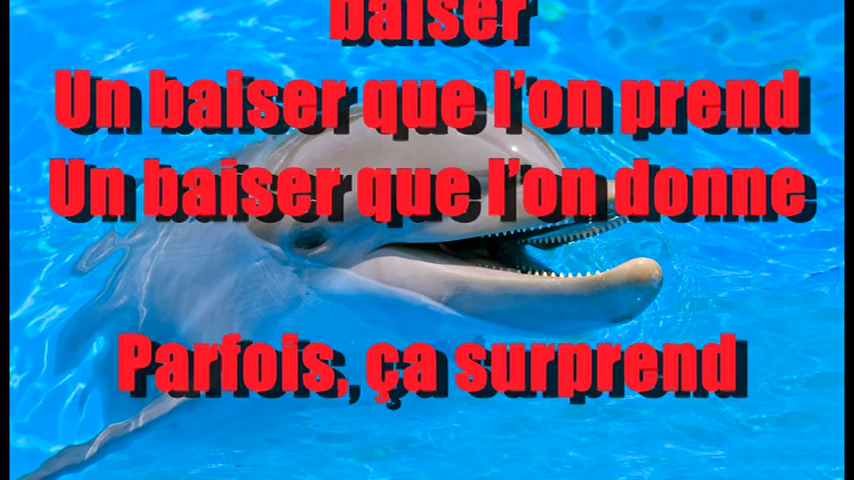 baiser
Un baiser que l’on prend
Un baiser que l’on donne
Parfois, ça surprend